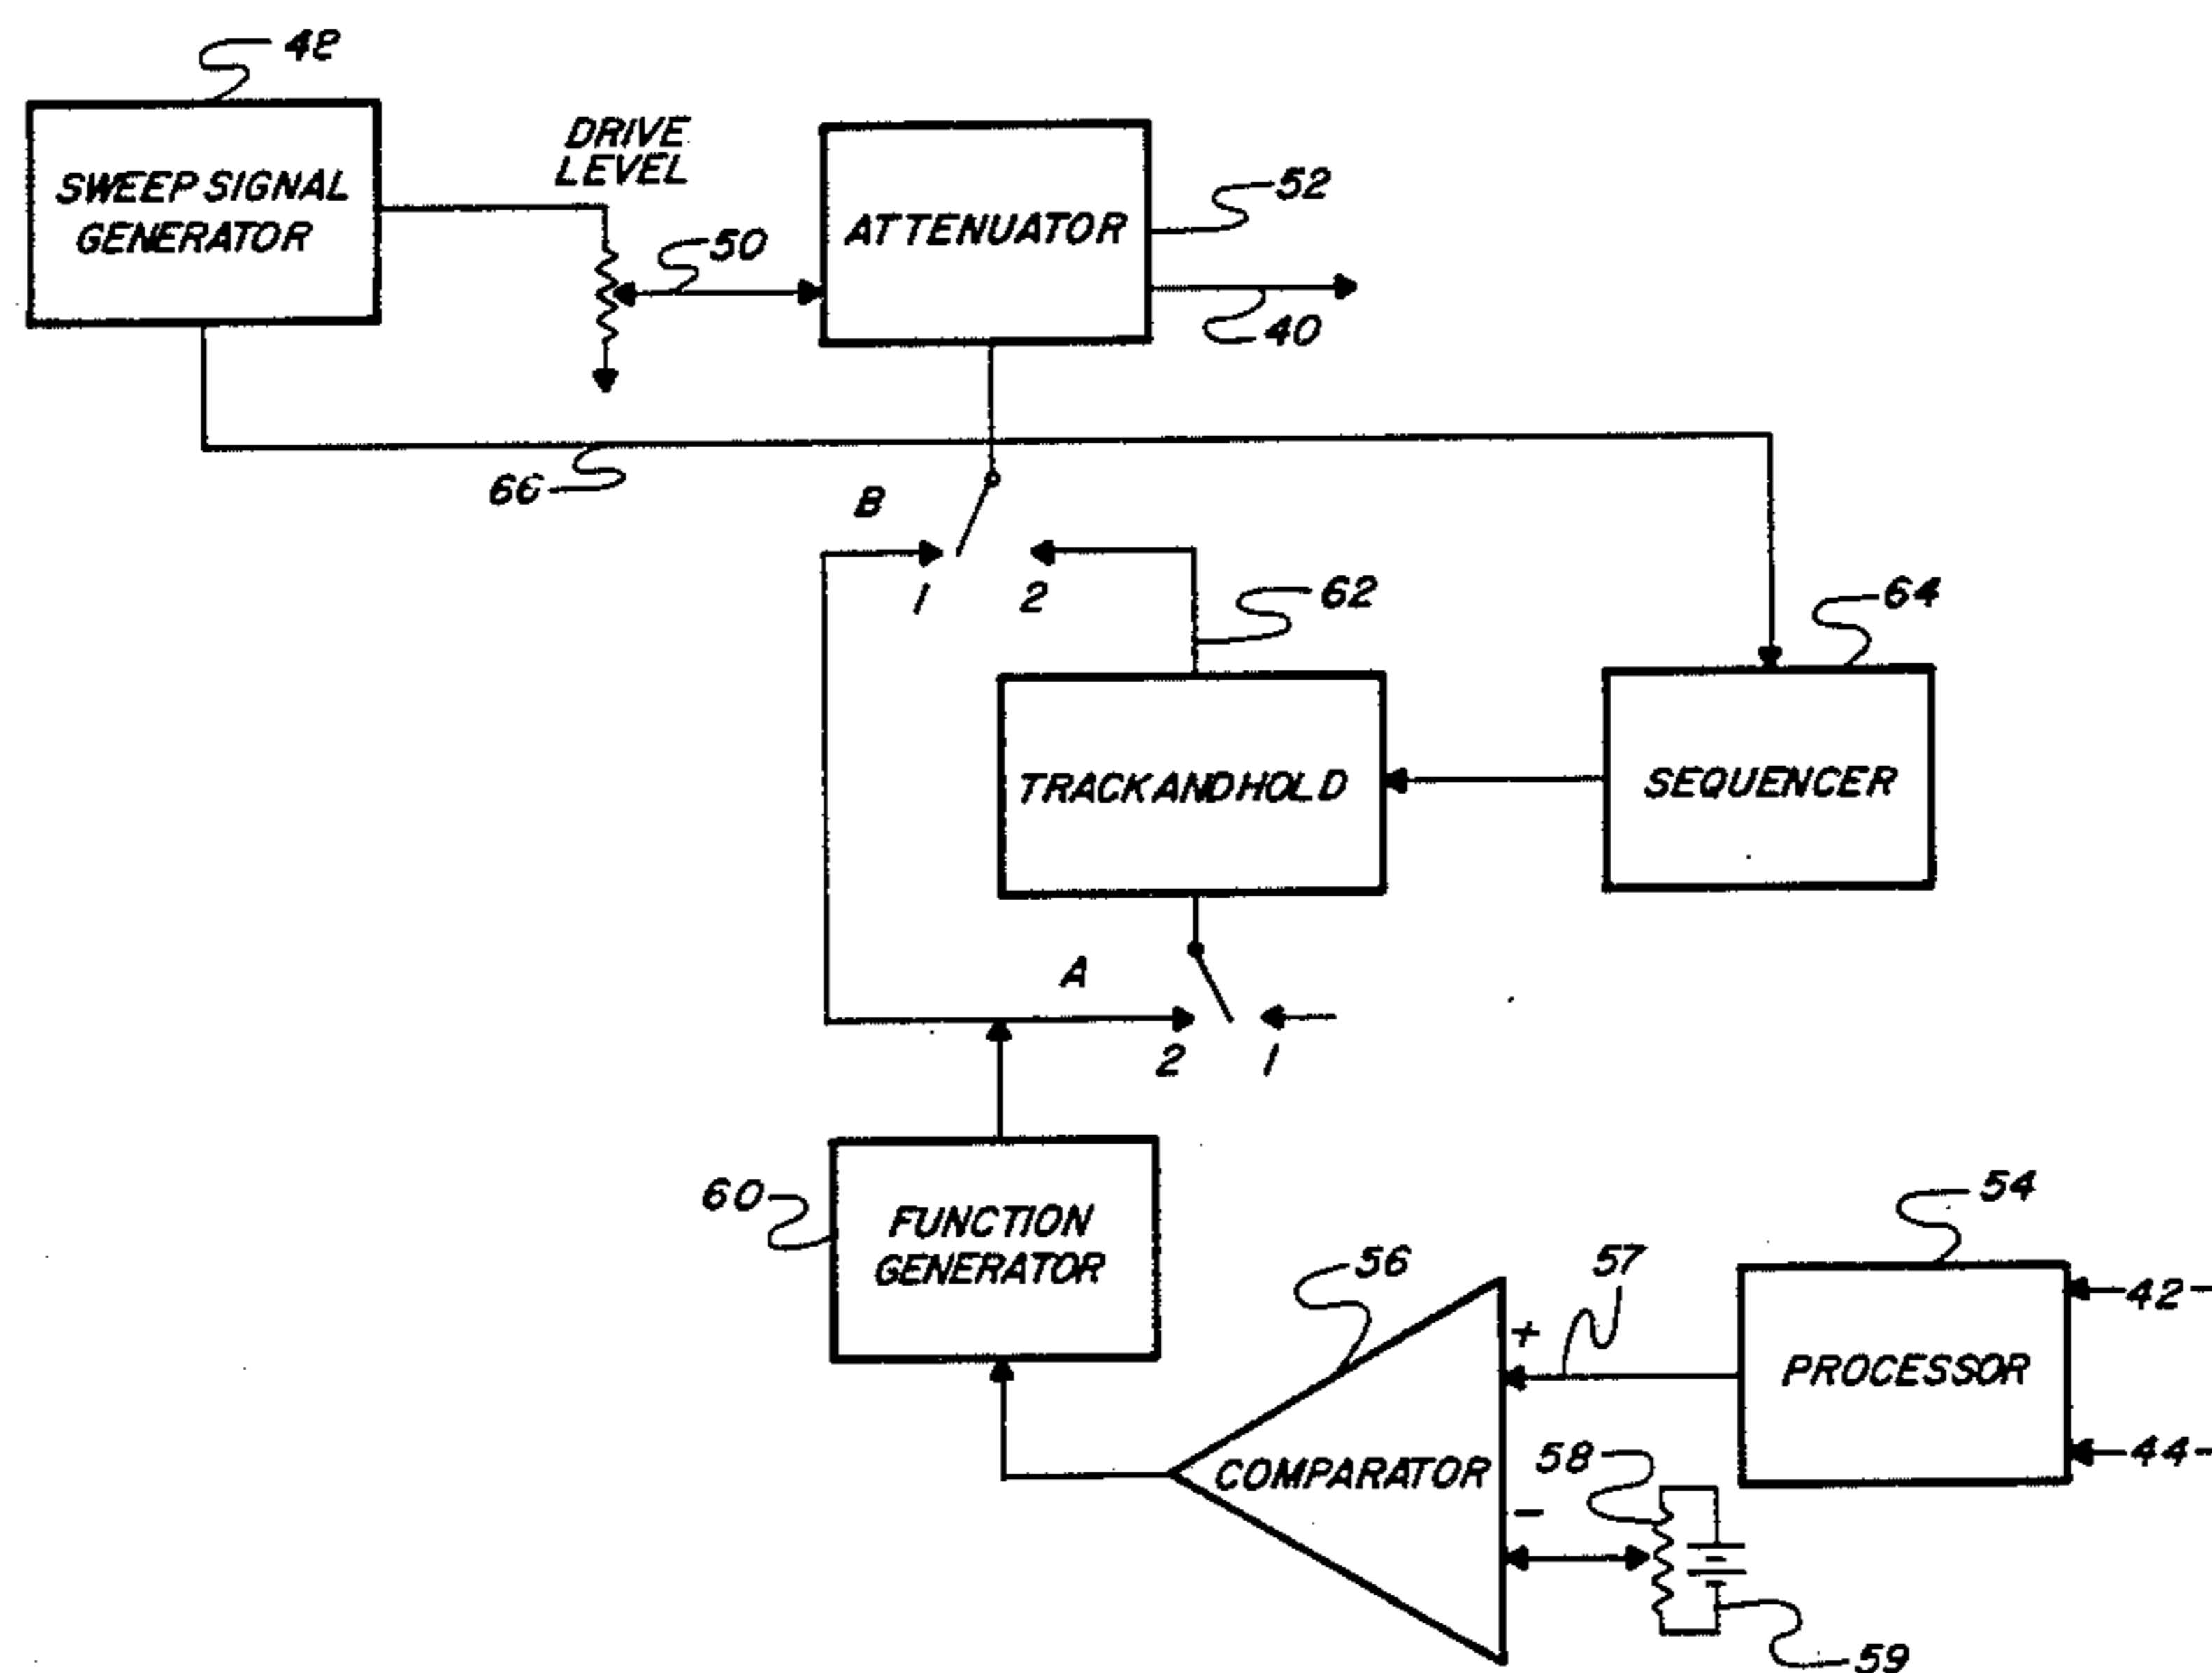 48
SWEEP SIGNAL
GENERATOR
DRIVE
LEVEL
50
ATTENUATOR
52
40
66
B
1
2
62
64
TRACK AND HOLD
SEQUENCER
A
2
1
60
FUNCTION
GENERATOR
56
57
54
+
42
PROCESSOR
COMPARATOR
58
44
-
59